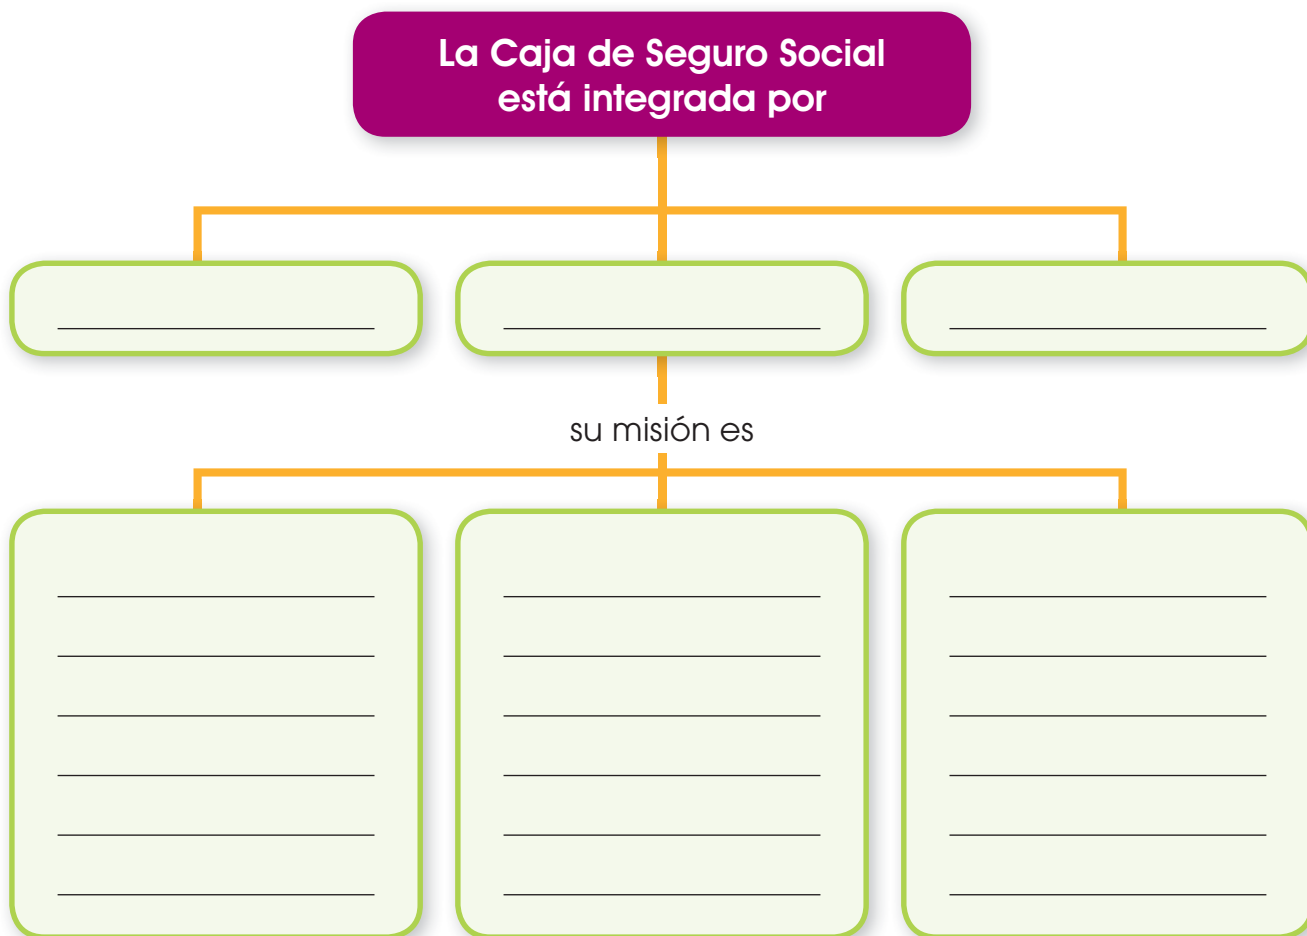 La Caja de Seguro Social
está integrada por
su misión es